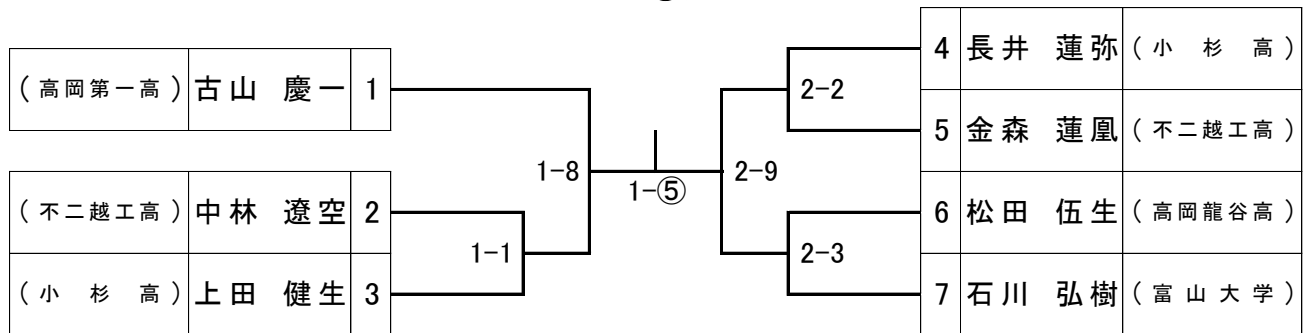 (高岡第一高) 古山 慶一 1
(不二越工高) 中林 遼空 2
(小杉高) 上田 健生 3
1-8
1-1
1-⑤
2-2
2-9
2-3
4 長井 蓮弥 (小杉高)
5 金森 蓮凰 (不二越工高)
6 松田 伍生 (高岡龍谷高)
7 石川 弘樹 (富山大学)